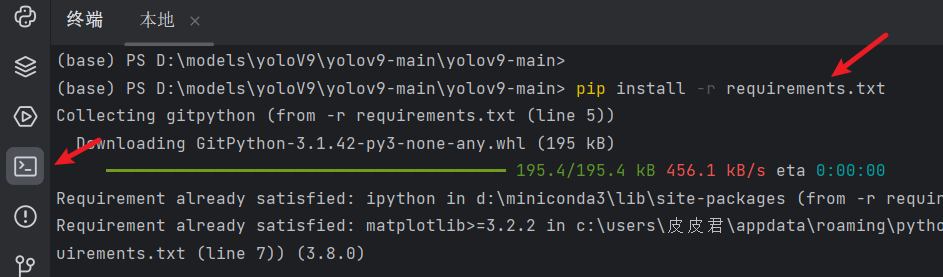 终端 本地 ×
(base) PS D:\models\yoloV9\yolov9-main\yolov9-main>
(base) PS D:\models\yoloV9\yolov9-main\yolov9-main> pip install -r requirements.txt
Collecting gitpython (from -r requirements.txt (line 5))
Downloading GitPython-3.1.42-py3-none-any.whl (195 kB)
195.4/195.4 kB 456.1 kB/s eta 0:00:00
Requirement already satisfied: ipython in d:\miniconda3\lib\site-packages (from -r requir
Requirement already satisfied: matplotlib>=3.2.2 in c:\users\皮皮君\appdata\roaming\python
uirements.txt (line 7)) (3.8.0)